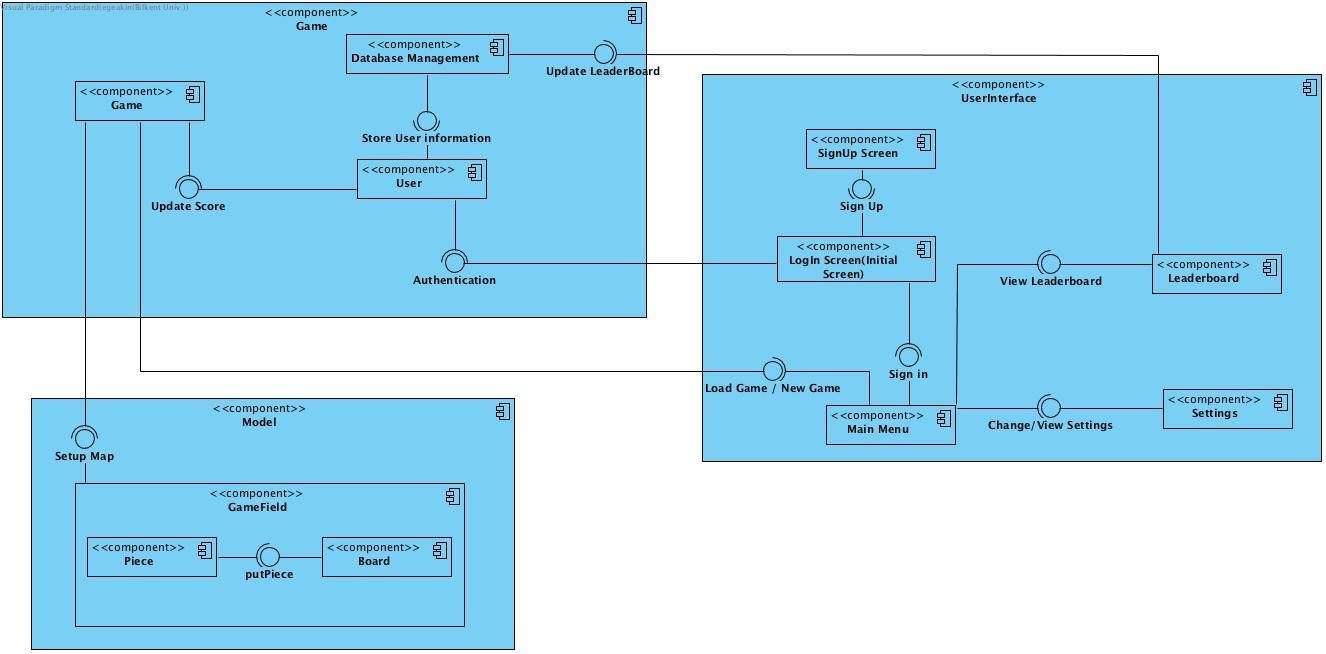 Visual Paradigm Standard(egeakin(Bilkent Univ.))
<<component>>
Game
<<component>>
Database Management
Update LeaderBoard
<<component>>
Game
Store User information
<<component>>
User
Update Score
Authentication
<<component>>
UserInterface
<<component>>
SignUp Screen
Sign Up
<<component>>
LogIn Screen(Initial
Screen)
View Leaderboard
<<component>>
Leaderboard
Sign in
Load Game / New Game
<<component>>
Main Menu
Change/View Settings
<<component>>
Settings
<<component>>
Model
Setup Map
<<component>>
GameField
<<component>>
Piece
putPiece
<<component>>
Board